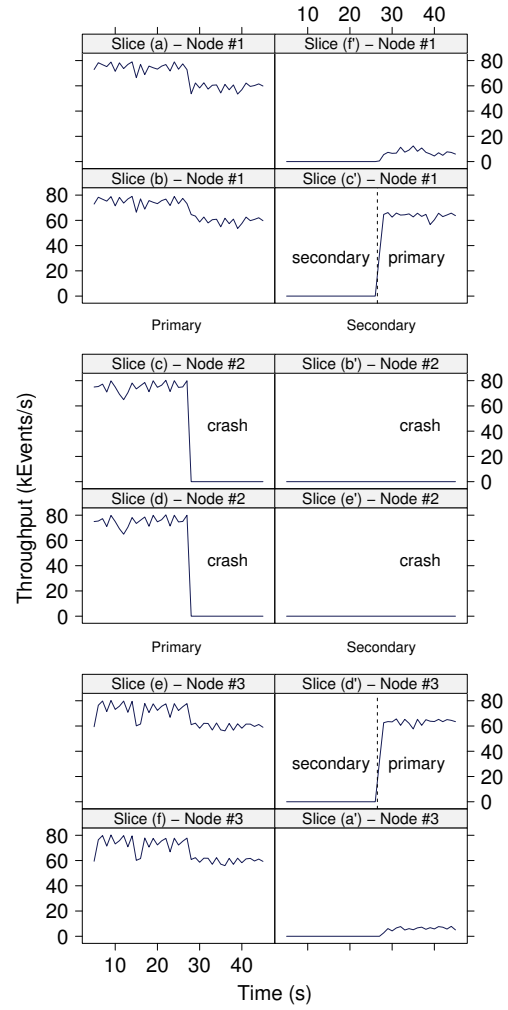 10 20 30 40
Slice (a) − Node #1 Slice (f') − Node #1
80
60
40
20
0
Slice (b) − Node #1 Slice (c') − Node #1
80
60
40
20
0
secondary primary
Primary Secondary
Slice (c) − Node #2 Slice (b') − Node #2
80
60
40
20
0
crash crash
Slice (d) − Node #2 Slice (e') − Node #2
80
60
40
20
0
crash crash
Primary Secondary
Slice (e) − Node #3 Slice (d') − Node #3
80
60
40
20
0
secondary primary
Slice (f) − Node #3 Slice (a') − Node #3
80
60
40
20
0
10 20 30 40
Time (s)
Throughput (kEvents/s)